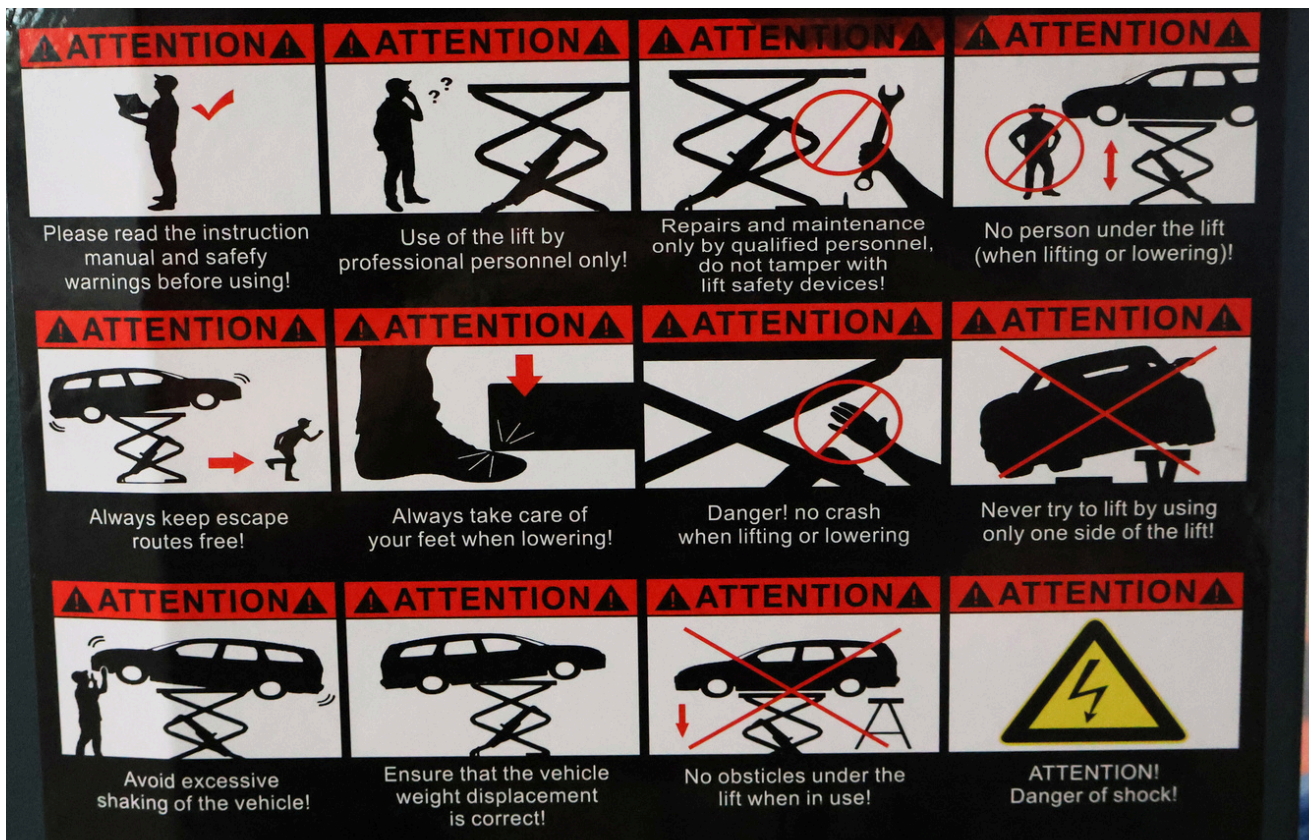 ATTENTION
Please read the instruction
manual and safefy
warnings before using!
ATTENTION
??
Use of the lift by
professional personnel only!
ATTENTION
Repairs and maintenance
only by qualified personnel,
do not tamper with
lift safety devices!
ATTENTION
No person under the lift
(when lifting or lowering)!
ATTENTION
Always keep escape
routes free!
ATTENTION
Always take care of
your feet when lowering!
ATTENTION
Danger! no crash
when lifting or lowering
ATTENTION
Never try to lift by using
only one side of the lift!
ATTENTION
Avoid excessive
shaking of the vehicle!
ATTENTION
Ensure that the vehicle
weight displacement
is correct!
ATTENTION
No obsticles under the
lift when in use!
ATTENTION
ATTENTION!
Danger of shock!